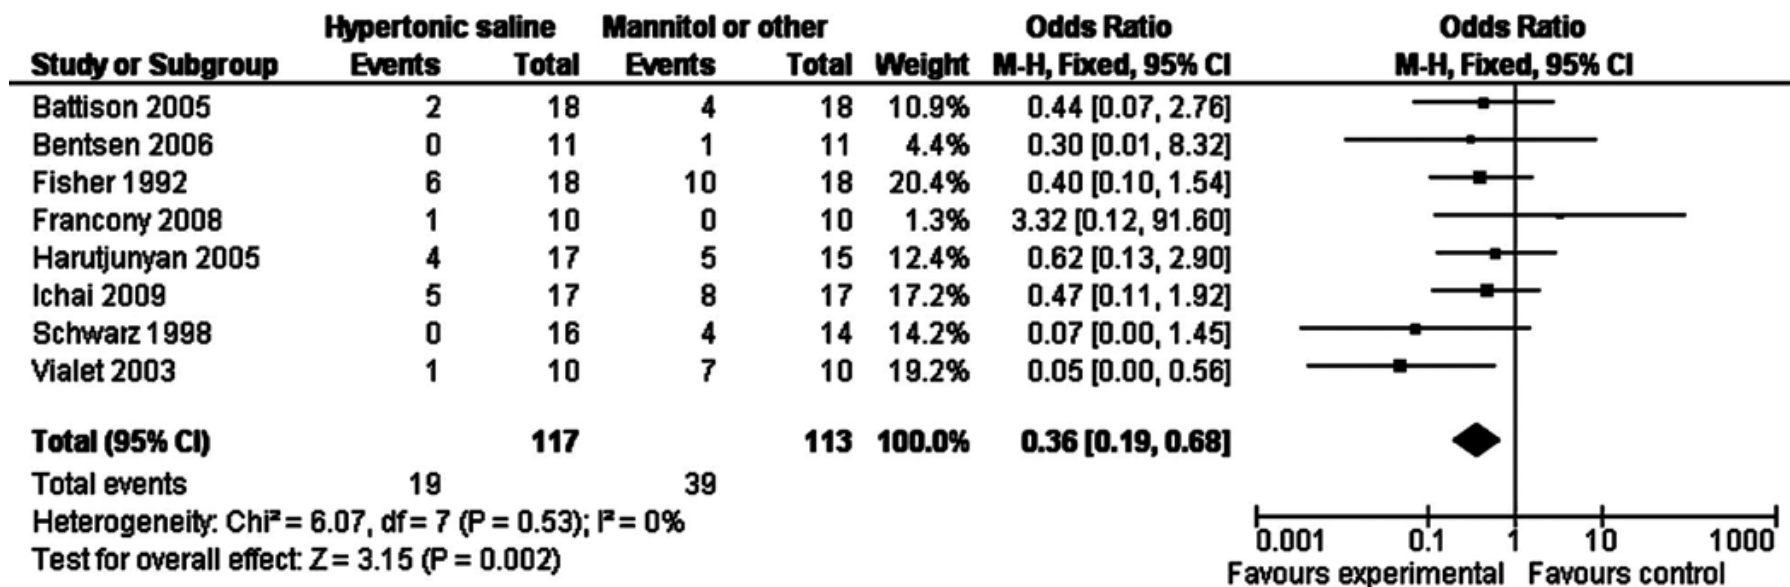 Hypertonic saline Mannitol or other Odds Ratio Odds Ratio
Study or Subgroup Events Total Events Total Weight M-H, Fixed, 95% CI M-H, Fixed, 95% CI
Battison 2005 2 18 4 18 10.9% 0.44 [0.07, 2.76]
Bentsen 2006 0 11 1 11 4.4% 0.30 [0.01, 8.32]
Fisher 1992 6 18 10 18 20.4% 0.40 [0.10, 1.54]
Francony 2008 1 10 0 10 1.3% 3.32 [0.12, 91.60]
Harutjunyan 2005 4 17 5 15 12.4% 0.62 [0.13, 2.90]
Ichai 2009 5 17 8 17 17.2% 0.47 [0.11, 1.92]
Schwarz 1998 0 16 4 14 14.2% 0.07 [0.00, 1.45]
Vialet 2003 1 10 7 10 19.2% 0.05 [0.00, 0.56]
Total (95% CI) 117 113 100.0% 0.36 [0.19, 0.68]
Total events 19 39
Heterogeneity: Chi² = 6.07, df = 7 (P = 0.53); I² = 0%
Test for overall effect: Z = 3.15 (P = 0.002)
0.001 0.1 1 10 1000
Favours experimental Favours control